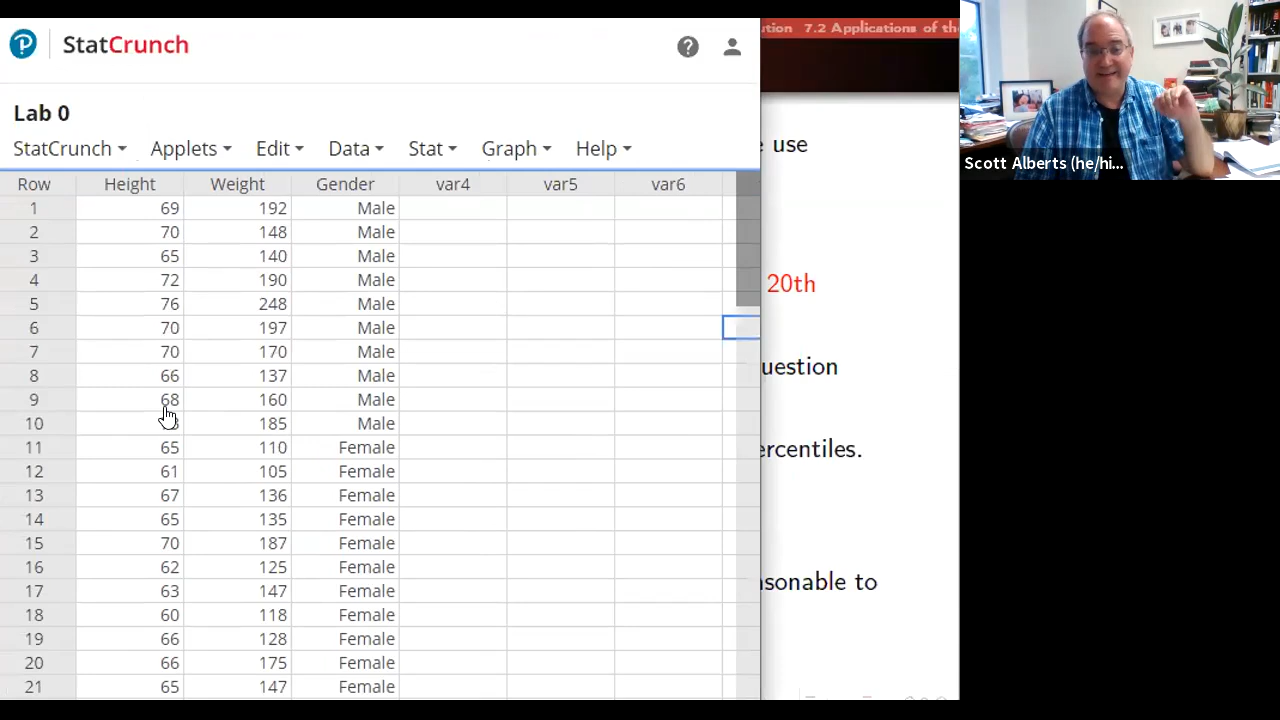 StatCrunch
Lab 0
StatCrunch Applets Edit Data Stat Graph Help
Row Height Weight Gender var4 var5 var6
1 69 192 Male
2 70 148 Male
3 65 140 Male
4 72 190 Male
5 76 248 Male
6 70 197 Male
7 70 170 Male
8 66 137 Male
9 68 160 Male
10 185 Male
11 65 110 Female
12 61 105 Female
13 67 136 Female
14 65 135 Female
15 70 187 Female
16 62 125 Female
17 63 147 Female
18 60 118 Female
19 66 128 Female
20 66 175 Female
21 65 147 Female
7.2 Applications of
use
20th
Scott Alberts (he/hi...